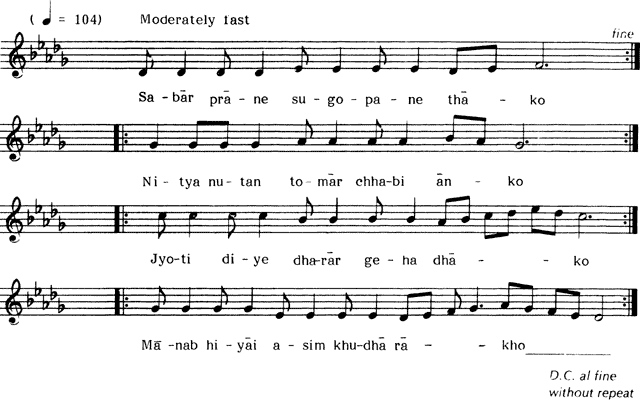 ( ♩ = 104) Moderately fast
fine
Sa-bār prā-ne su-go-pa-ne thā - ko
Ni-tya nu-tan to-mār chha-bi ān - ko
Jyo-ti di-ye dha-rār ge-ha dhā - - ko
Mā-nab hi-yāi a-sim khu-dhā rā - - kho
D.C. al fine
without repeat